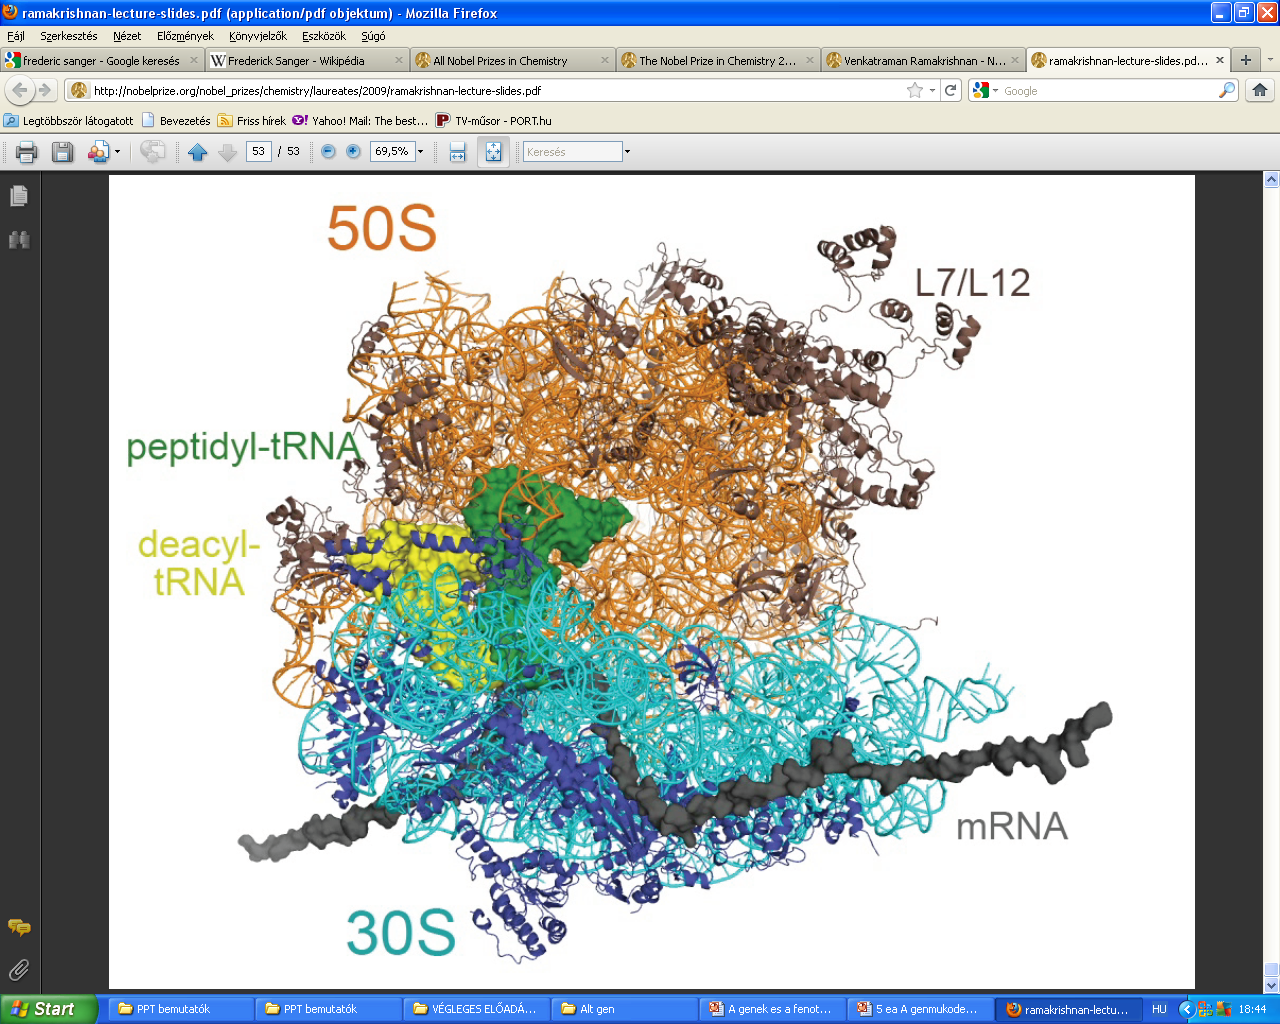 ramakrishnan-lecture-slides.pdf (application/pdf objektum) - Mozilla Firefox
Fájl Szerkesztés Nézet Előzmények Könyvjelzők Eszközök Súgó
frederic sanger - Google keresés Frederick Sanger - Wikipédia All Nobel Prizes in Chemistry The Nobel Prize in Chemistry 2... Venkatraman Ramakrishnan - N... ramakrishnan-lecture-slides.pd...
http://nobelprize.org/nobel_prizes/chemistry/laureates/2009/ramakrishnan-lecture-slides.pdf Google
Legtöbbször látogatott Bevezetés Friss hírek Yahoo! Mail: The best... TV-műsor - PORT.hu
53 / 53 69,5% Keresés
50S
L7/L12
peptidyl-tRNA
deacyl-
tRNA
mRNA
30S
Start PPT bemutatók PPT bemutatók VÉGLEGES ELŐADÁ... Alt gen A genek es a fenot... 5 ea A genmukode... ramakrishnan-lectu... HU 18:44